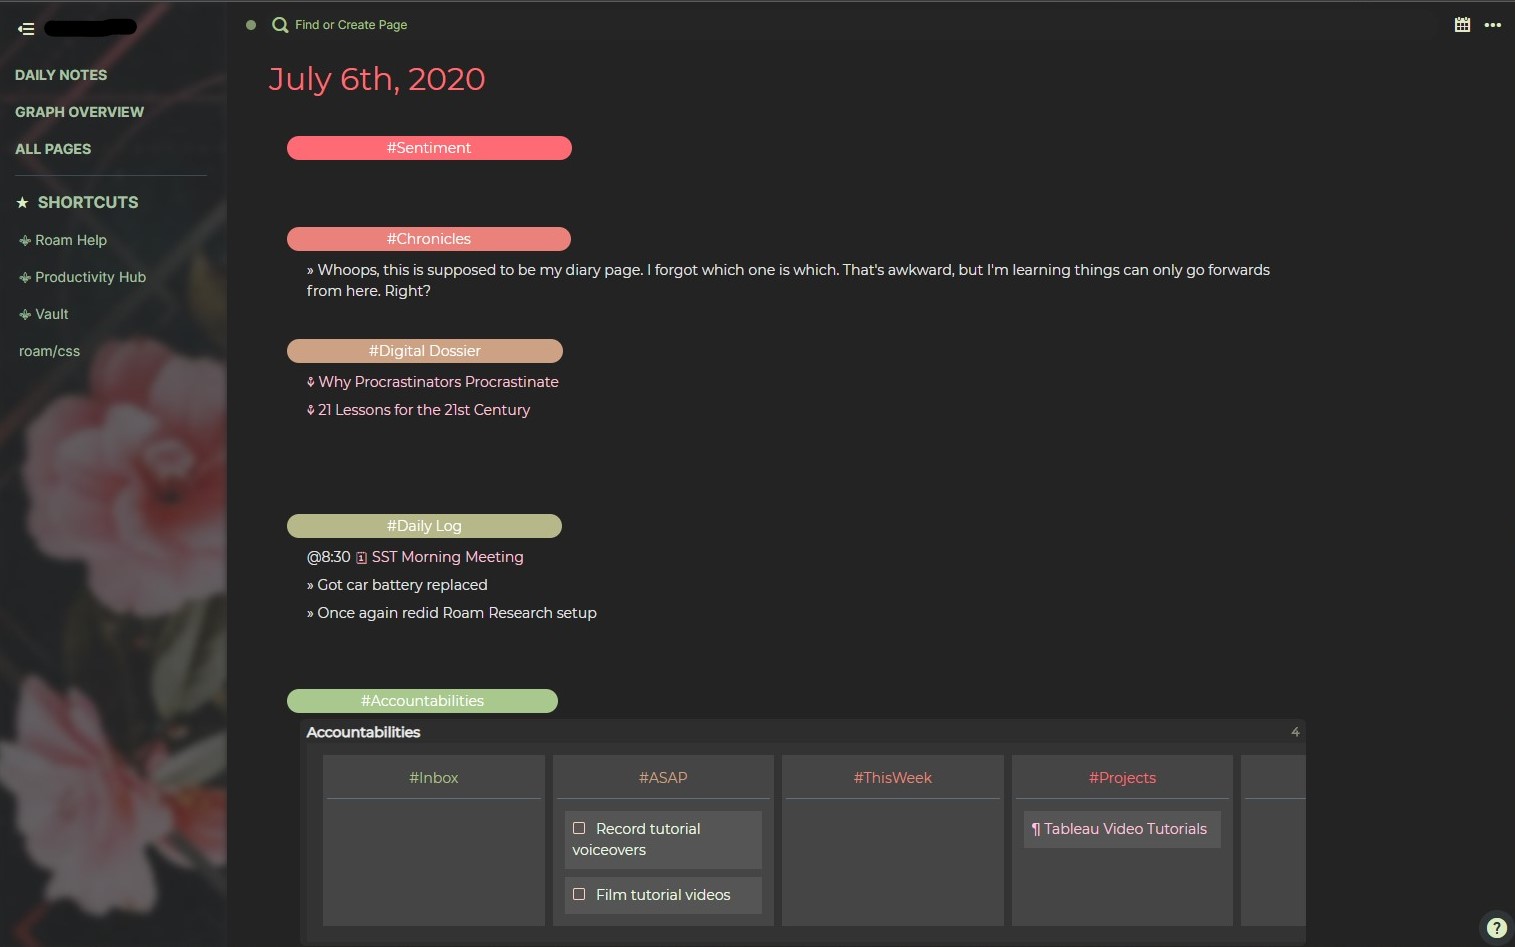 DAILY NOTES
GRAPH OVERVIEW
ALL PAGES
★ SHORTCUTS
Roam Help
Productivity Hub
Vault
roam/css
Find or Create Page
July 6th, 2020
#Sentiment
#Chronicles
» Whoops, this is supposed to be my diary page. I forgot which one is which. That's awkward, but I'm learning things can only go forwards
from here. Right?
#Digital Dossier
Why Procrastinators Procrastinate
21 Lessons for the 21st Century
#Daily Log
@8:30 SST Morning Meeting
» Got car battery replaced
» Once again redid Roam Research setup
#Accountabilities
Accountabilities 4
#Inbox
#ASAP
Record tutorial
voiceovers
Film tutorial videos
#ThisWeek
#Projects
¶ Tableau Video Tutorials
?